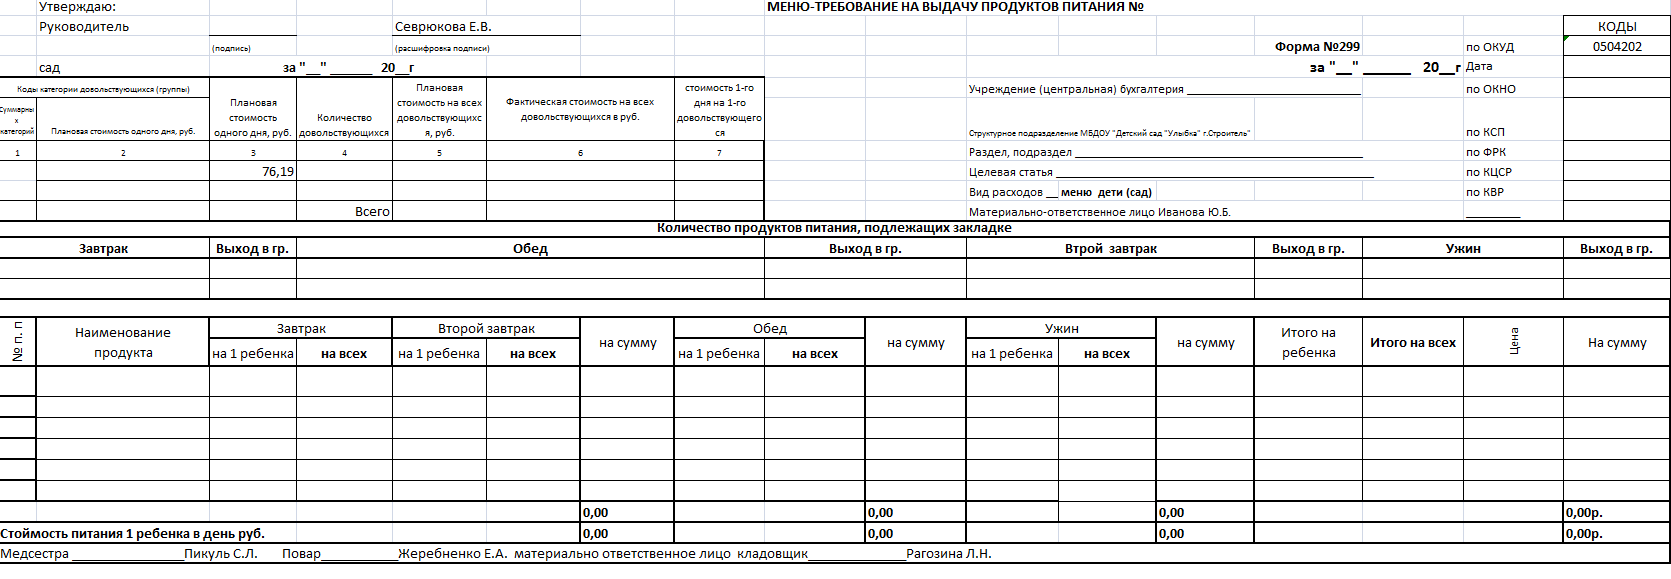 Утверждаю: МЕНЮ-ТРЕБОВАНИЕ НА ВЫДАЧУ ПРОДУКТОВ ПИТАНИЯ №
Руководитель Севрюкова Е.В. КОДЫ
(подпись) (расшифровка подписи) Форма №299 по ОКУД 0504202
сад за "__" ______ 20__г за "__" ______ 20__г Дата
Коды категории довольствующихся (группы)
Суммарных категорий
Плановая стоимость одного дня, руб.
Плановая стоимость одного дня, руб.
Количество довольствующихся
Плановая стоимость на всех довольствующихся, руб.
Фактическая стоимость на всех довольствующихся в руб.
стоимость 1-го дня на 1-го довольствующегося
Учреждение (центральная) бухгалтерия __________________________ по ОКНО
Структурное подразделение МБДОУ "Детский сад "Улыбка" г.Строитель" по КСП
1 2 3 4 5 6 7
Раздел, подраздел ___________________________________________ по ФРК
76,19
Целевая статья ________________________________________________ по КЦСР
Вид расходов __ меню дети (сад) по КВР
Всего
Материально-ответственное лицо Иванова Ю.Б. _________
Количество продуктов питания, подлежащих закладке
Завтрак Выход в гр. Обед Выход в гр. Втрой завтрак Выход в гр. Ужин Выход в гр.
№ п. п
Наименование продукта
Завтрак Второй завтрак на сумму Обед на сумму Ужин на сумму Итого на ребенка Итого на всех Цена На сумму
на 1 ребенка на всех на 1 ребенка на всех на 1 ребенка на всех на 1 ребенка на всех
0,00 0,00 0,00 0,00р.
Стоймость питания 1 ребенка в день руб. 0,00 0,00 0,00 0,00р.
Медсестра ________________Пикуль С.Л. Повар___________Жеребненко Е.А. материально ответственное лицо кладовщик______________Рагозина Л.Н.